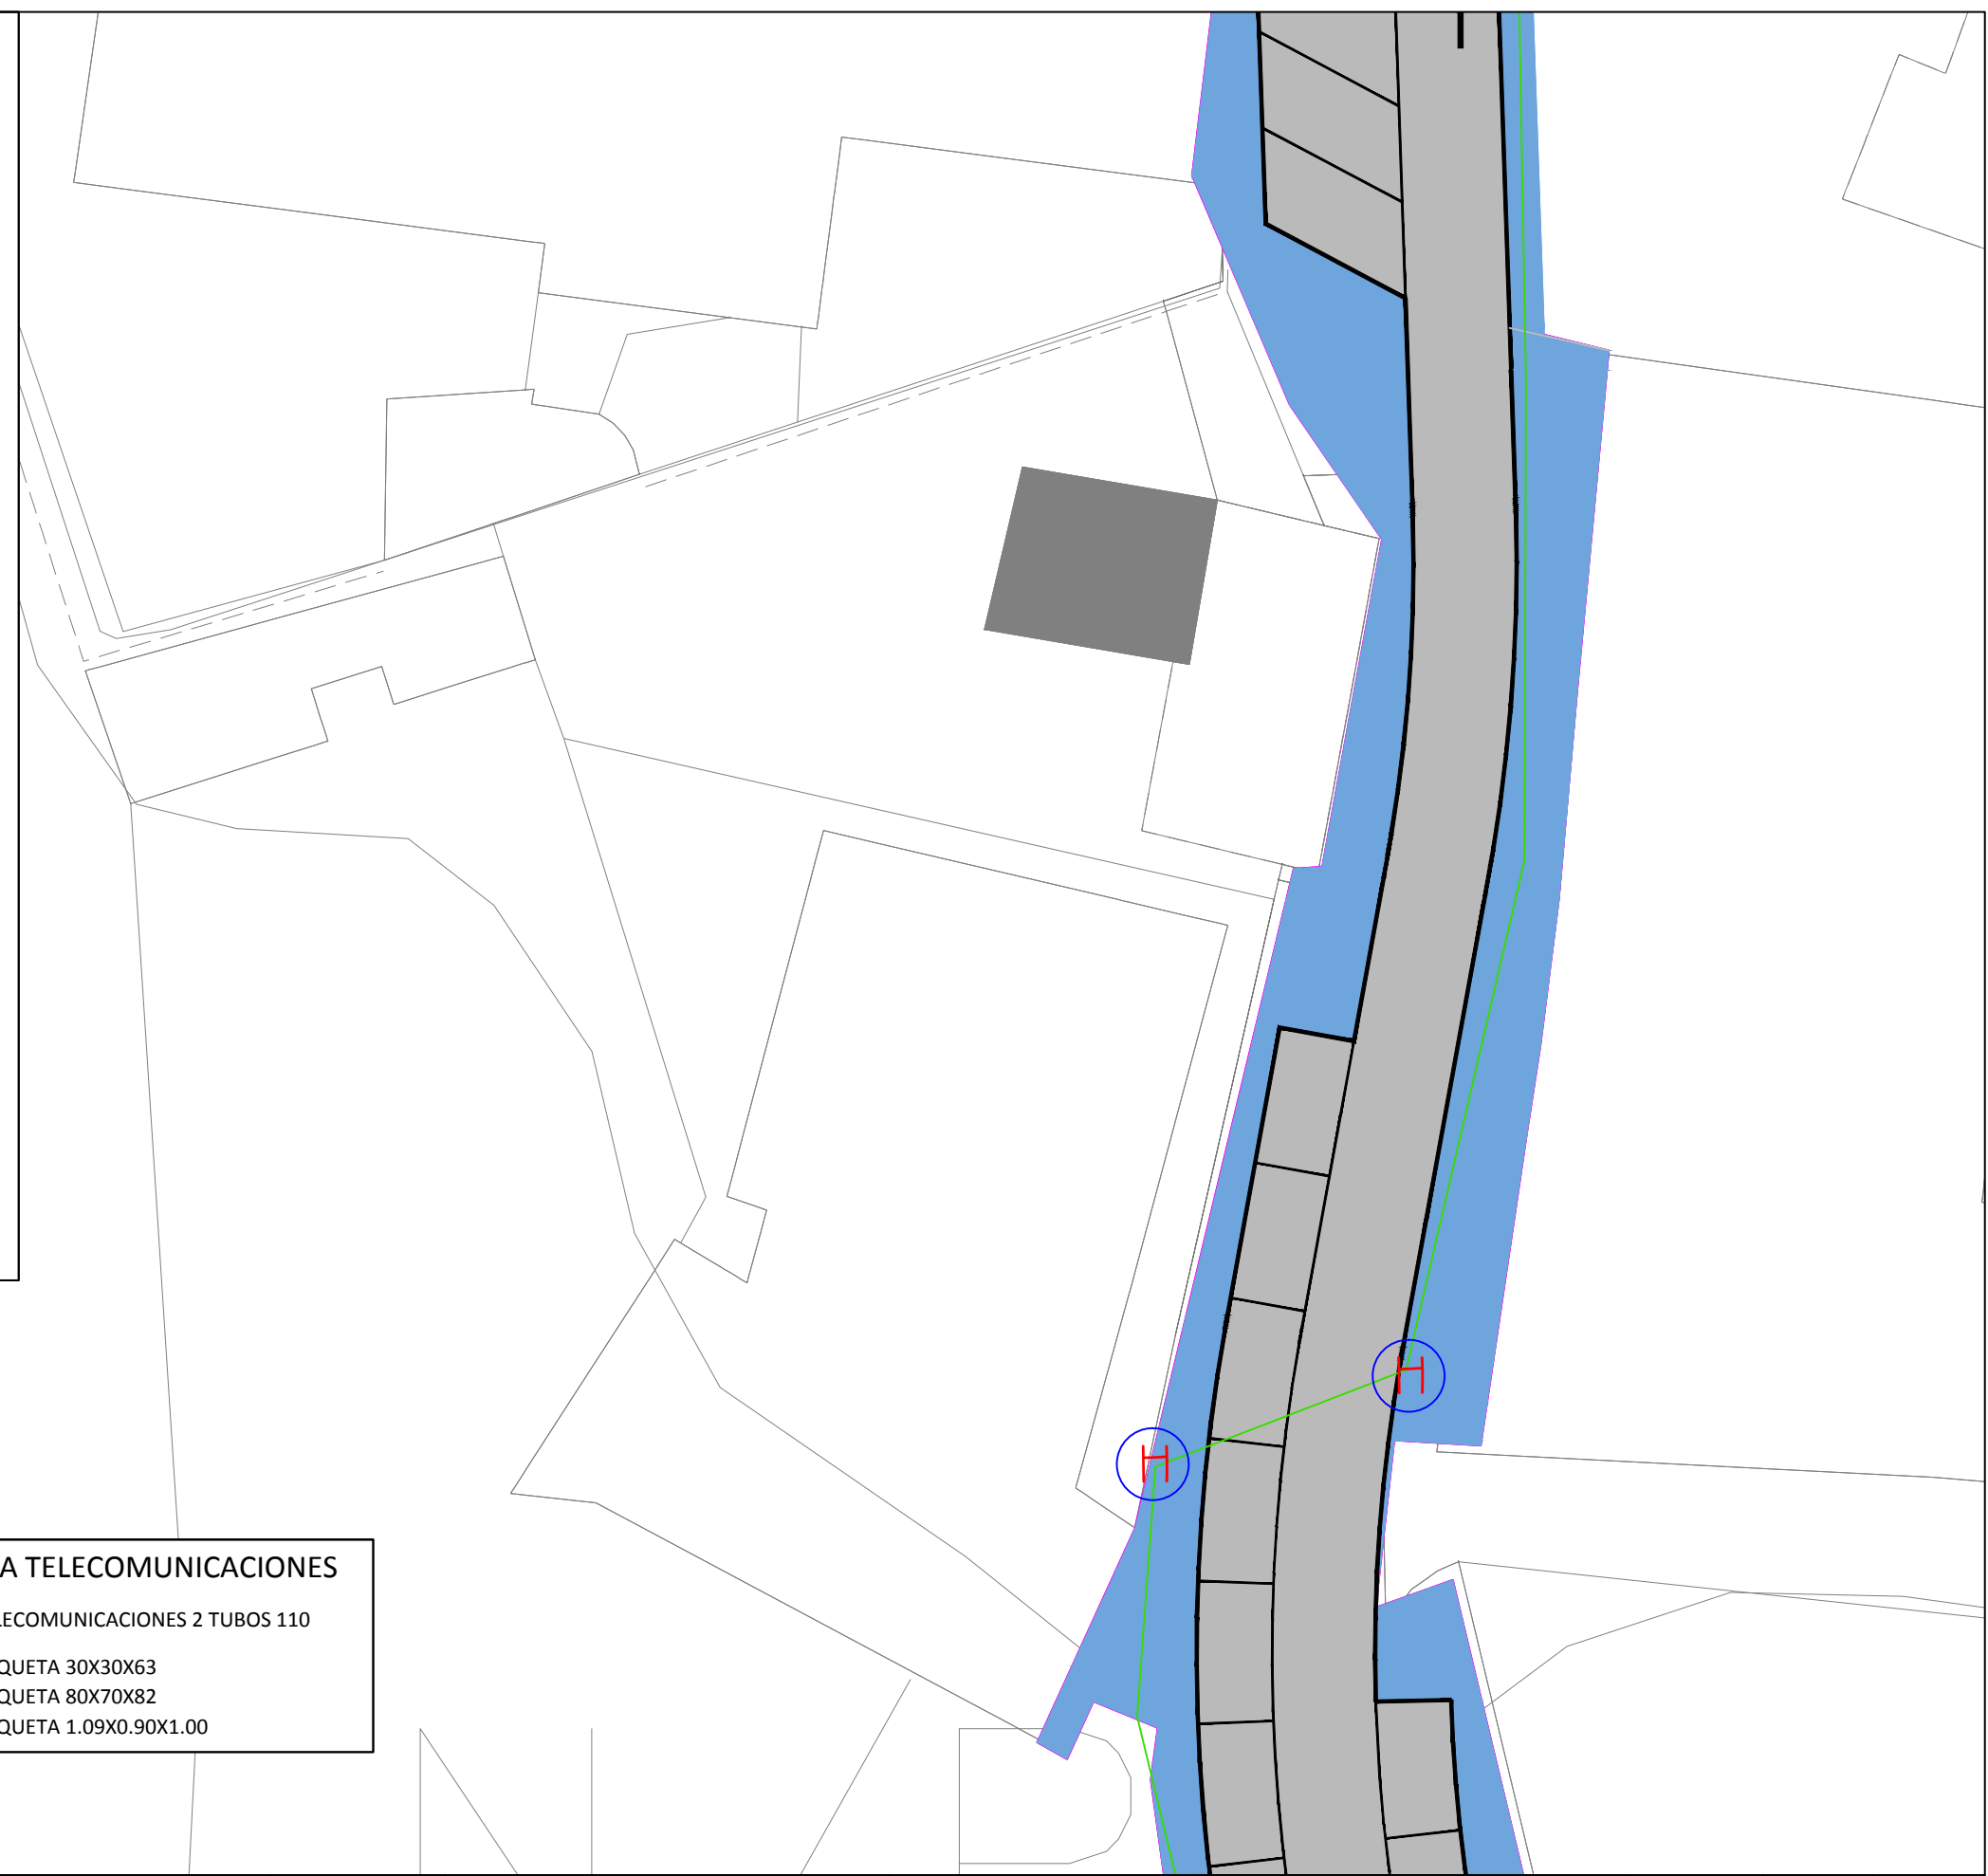 A TELECOMUNICACIONES
LECOMUNICACIONES 2 TUBOS 110
QUETA 30X30X63
QUETA 80X70X82
QUETA 1.09X0.90X1.00
H
H